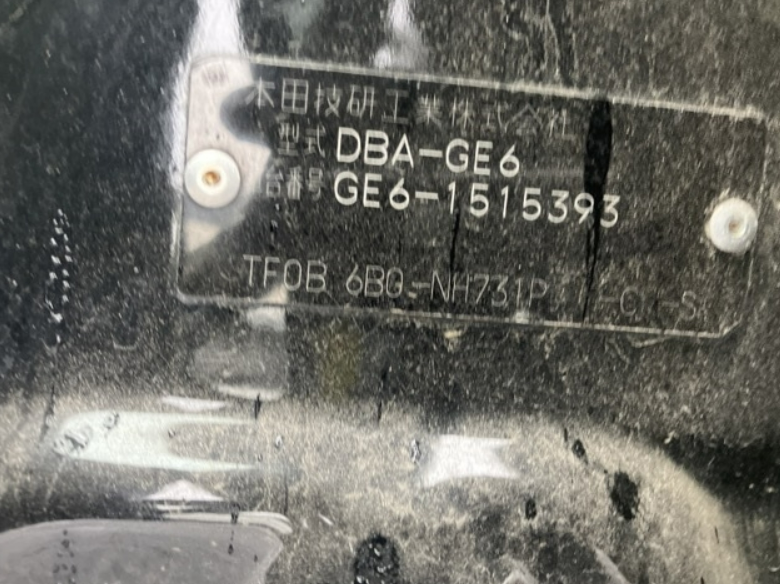 本田技研工業株式会社
型式 DBA-GE6
台番号 GE6-1515393
TF0B 6B0-NH731P